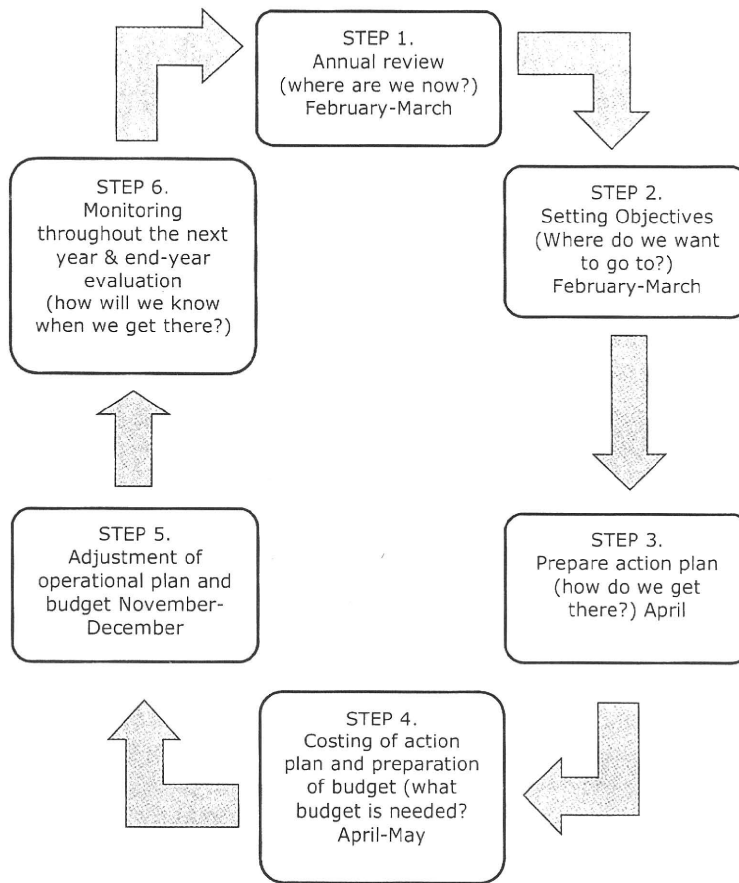 STEP 1.
Annual review
(where are we now?)
February-March
STEP 2.
Setting Objectives
(Where do we want
to go to?)
February-March
STEP 3.
Prepare action plan
(how do we get
there?) April
STEP 4.
Costing of action
plan and preparation
of budget (what
budget is needed?
April-May
STEP 5.
Adjustment of
operational plan and
budget November-
December
STEP 6.
Monitoring
throughout the next
year & end-year
evaluation
(how will we know
when we get there?)